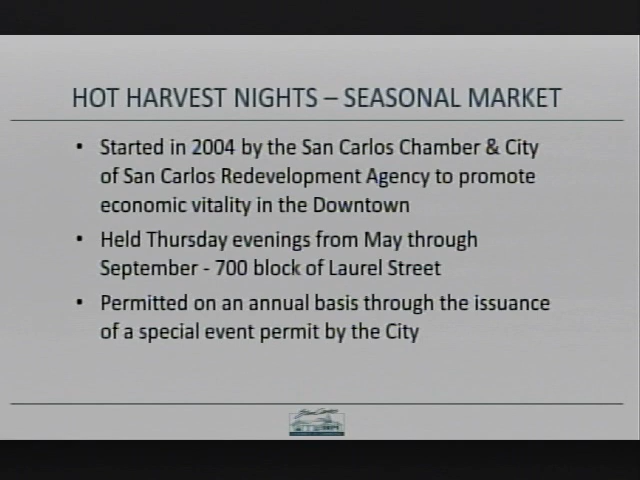 HOT HARVEST NIGHTS – SEASONAL MARKET
• Started in 2004 by the San Carlos Chamber & City
of San Carlos Redevelopment Agency to promote
economic vitality in the Downtown
• Held Thursday evenings from May through
September - 700 block of Laurel Street
• Permitted on an annual basis through the issuance
of a special event permit by the City